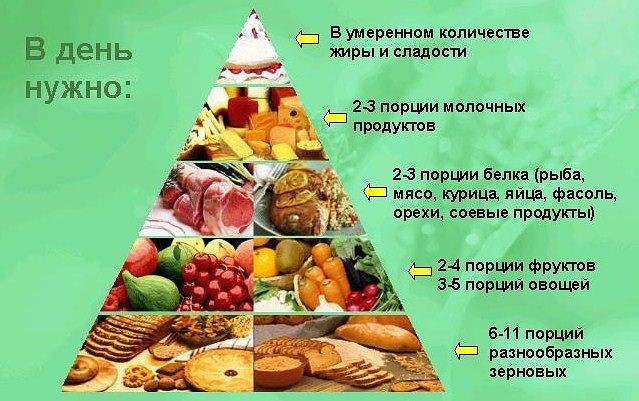 В день
нужно:
В умеренном количестве
жиры и сладости
2-3 порции молочных
продуктов
2-3 порции белка (рыба,
мясо, курица, яйца, фасоль,
орехи, соевые продукты)
2-4 порции фруктов
3-5 порций овощей
6-11 порций
разнообразных
зерновых